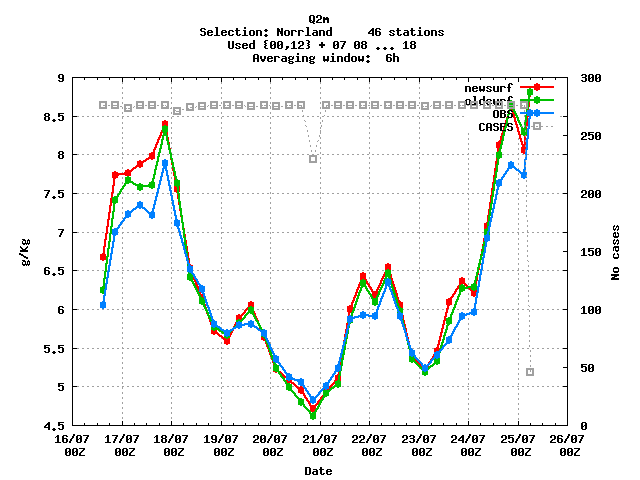 Q2m
Selection: Norrland 46 stations
Used {00,12} + 07 08 ... 18
Averaging window: 6h
newsurf
oldsurf
OBS
CASES
9
8.5
8
7.5
7
6.5
6
5.5
5
4.5
g/Kg
300
250
200
150
100
50
0
No cases
16/07 17/07 18/07 19/07 20/07 21/07 22/07 23/07 24/07 25/07 26/07
00Z 00Z 00Z 00Z 00Z 00Z 00Z 00Z 00Z 00Z 00Z
Date